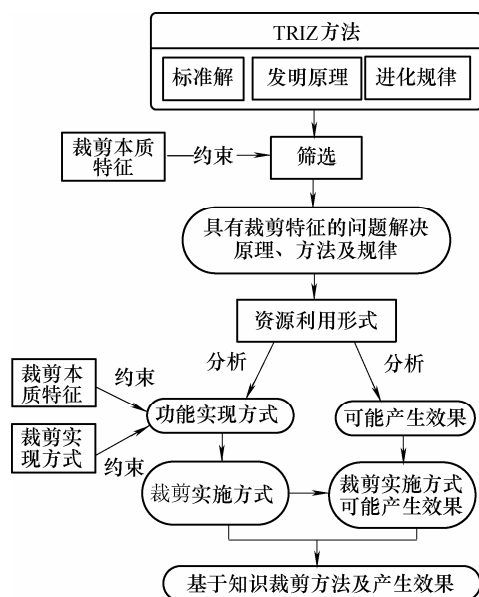 TRIZ方法
标准解
发明原理
进化规律
裁剪本质
特征
约束
筛选
具有裁剪特征的问题解决
原理、方法及规律
资源利用形式
分析
分析
裁剪本
质特征
约束
功能实现方式
可能产生效果
裁剪实
现方式
约束
裁剪实施方式
裁剪实施方式
可能产生效果
基于知识裁剪方法及产生效果